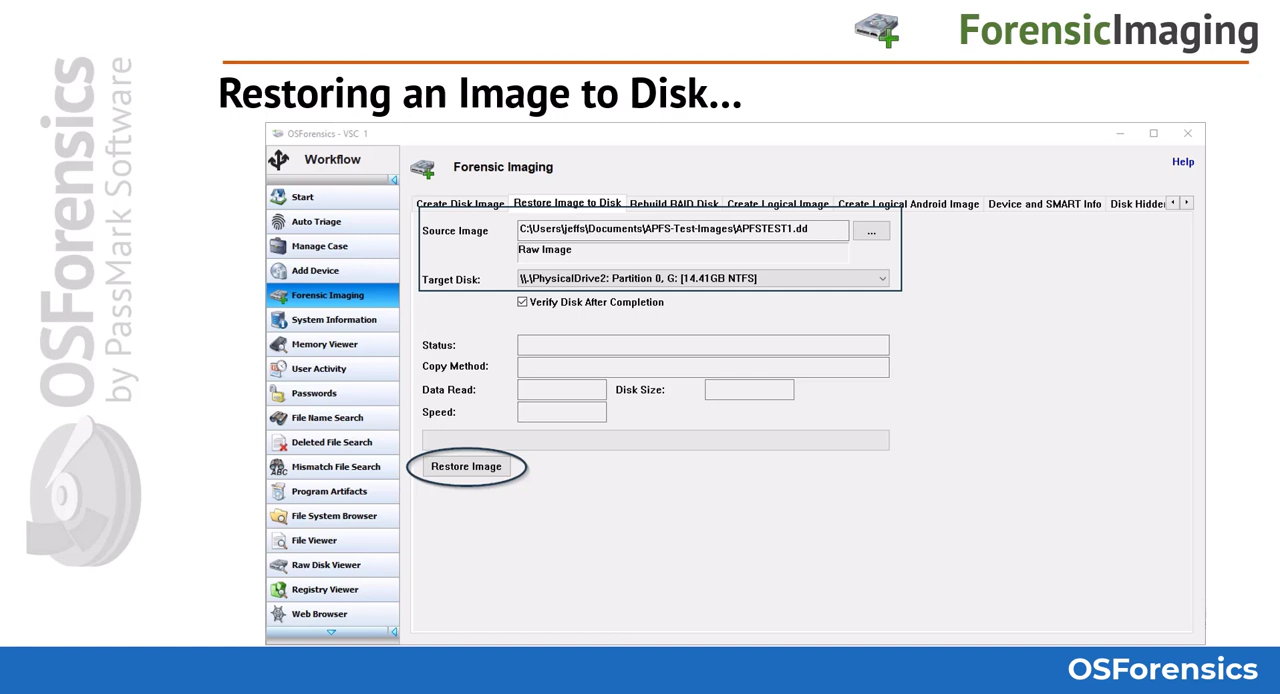 ForensicImaging
OSForensics
by PassMark Software
Restoring an Image to Disk...
OSForensics - VSC 1
Workflow
Start
Auto Triage
Manage Case
Add Device
Forensic Imaging
System Information
Memory Viewer
User Activity
Passwords
File Name Search
Deleted File Search
Mismatch File Search
Program Artifacts
File System Browser
File Viewer
Raw Disk Viewer
Registry Viewer
Web Browser
Forensic Imaging
Help
Create Disk Image Restore Image to Disk Rebuild RAID Disk Create Logical Image Create Logical Android Image Device and SMART Info Disk Hidden
Source Image C:\Users\jeffs\Documents\APFS-Test-Images\APFSTEST1.dd ...
Raw Image
Target Disk: \\.\PhysicalDrive2: Partition 0, G: [14.41GB NTFS]
Verify Disk After Completion
Status:
Copy Method:
Data Read: Disk Size:
Speed:
Restore Image
OSForensics